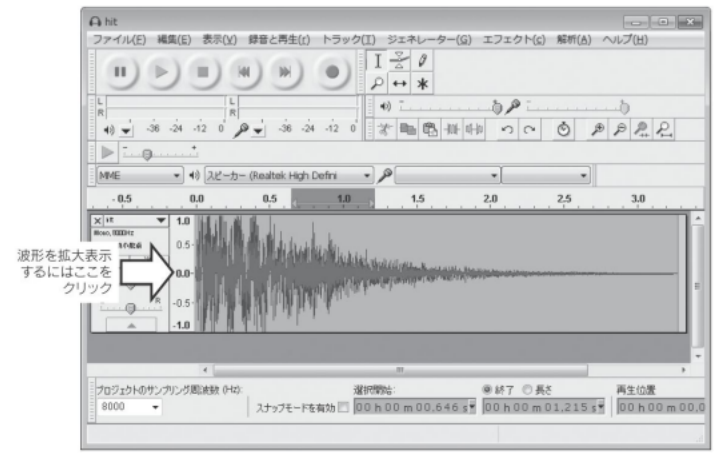 hit
ファイル(F) 編集(E) 表示(V) 録音と再生(r) トラック(T) ジェネレーター(G) エフェクト(c) 解析(A) ヘルプ(H)
L
R
L
R
-36 -24 -12 0
-36 -24 -12 0
- +
MME
スピーカー (Realtek High Defini
- 0.5 0.0 0.5 1.0 1.5 2.0 2.5 3.0
hit
Mono, 8000Hz
1.0
0.5
0.0
-0.5
-1.0
R
波形を拡大表示
するにはここを
クリック
プロジェクトのサンプリング周波数 (Hz): 選択開始: 終了 長さ 再生位置
8000 スナップモードを有効 00 h 00 m 00.646 s 00 h 00 m 01.215 s 00 h 00 m 00.0